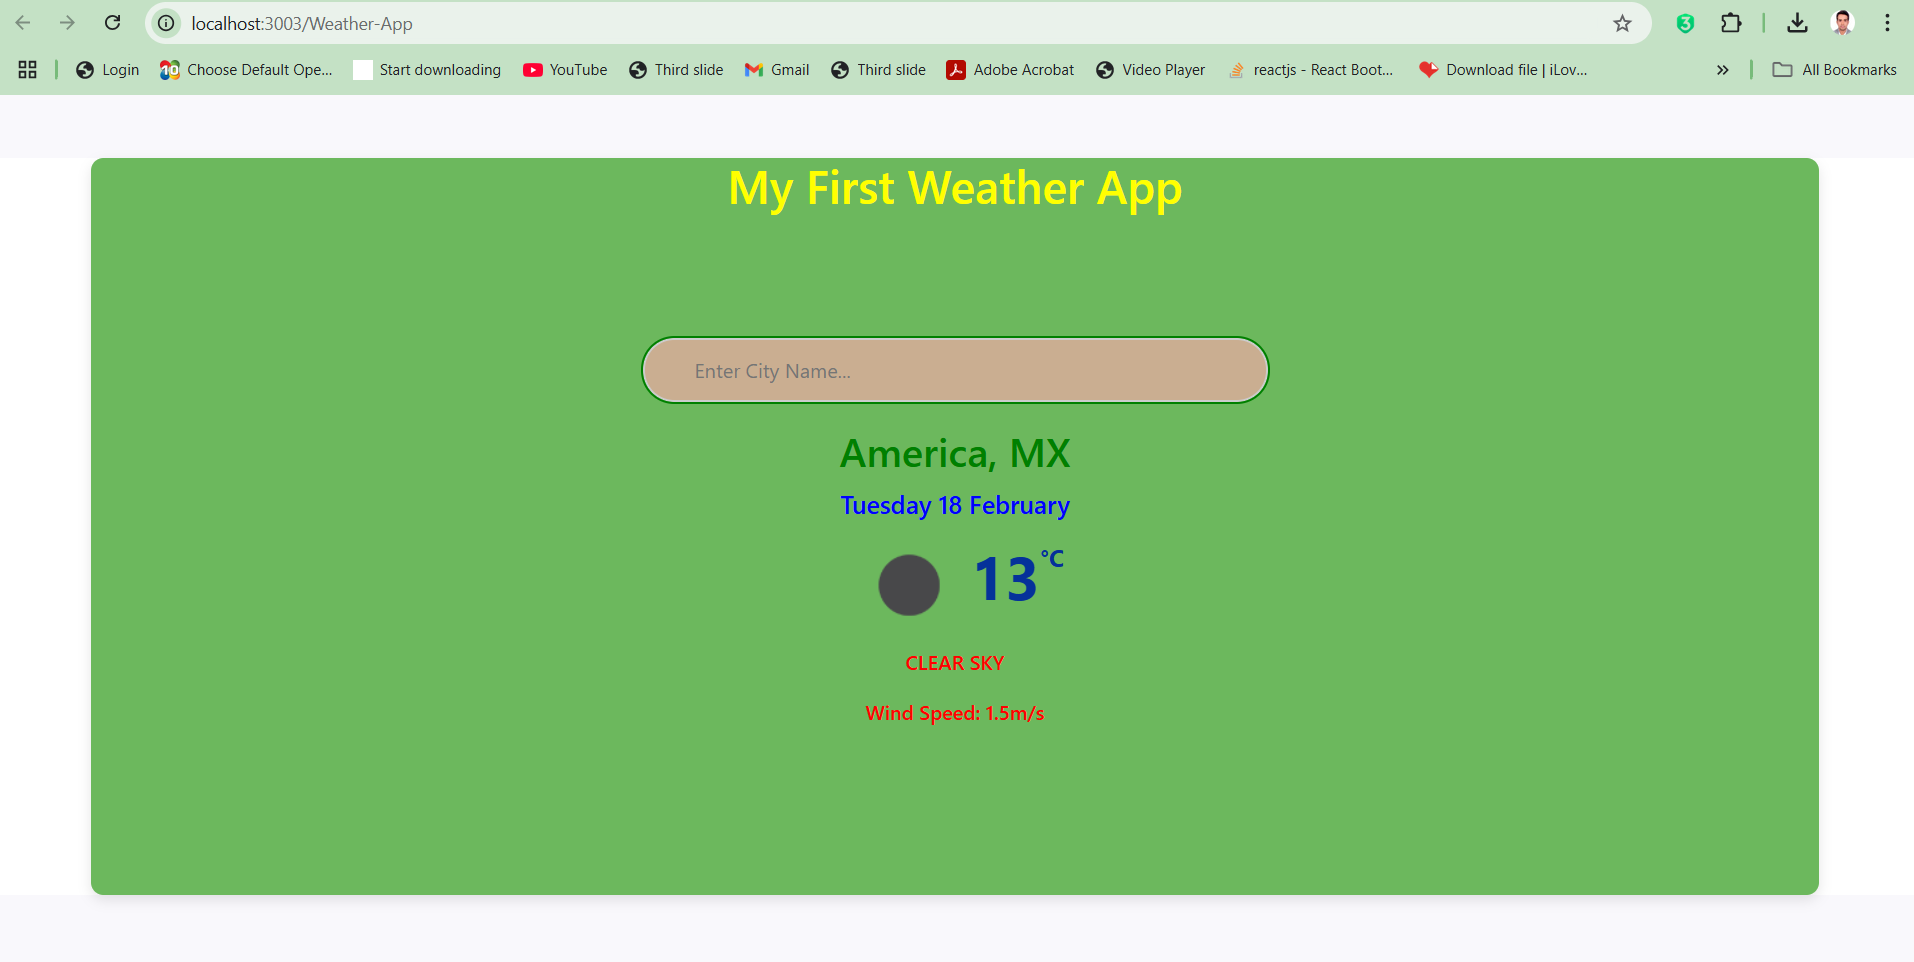 localhost:3003/Weather-App
3
Login
10 Choose Default Ope...
Start downloading
YouTube
Third slide
Gmail
Third slide
Adobe Acrobat
Video Player
reactjs - React Boot...
Download file | iLov...
All Bookmarks
My First Weather App
Enter City Name...
America, MX
Tuesday 18 February
13°C
CLEAR SKY
Wind Speed: 1.5m/s